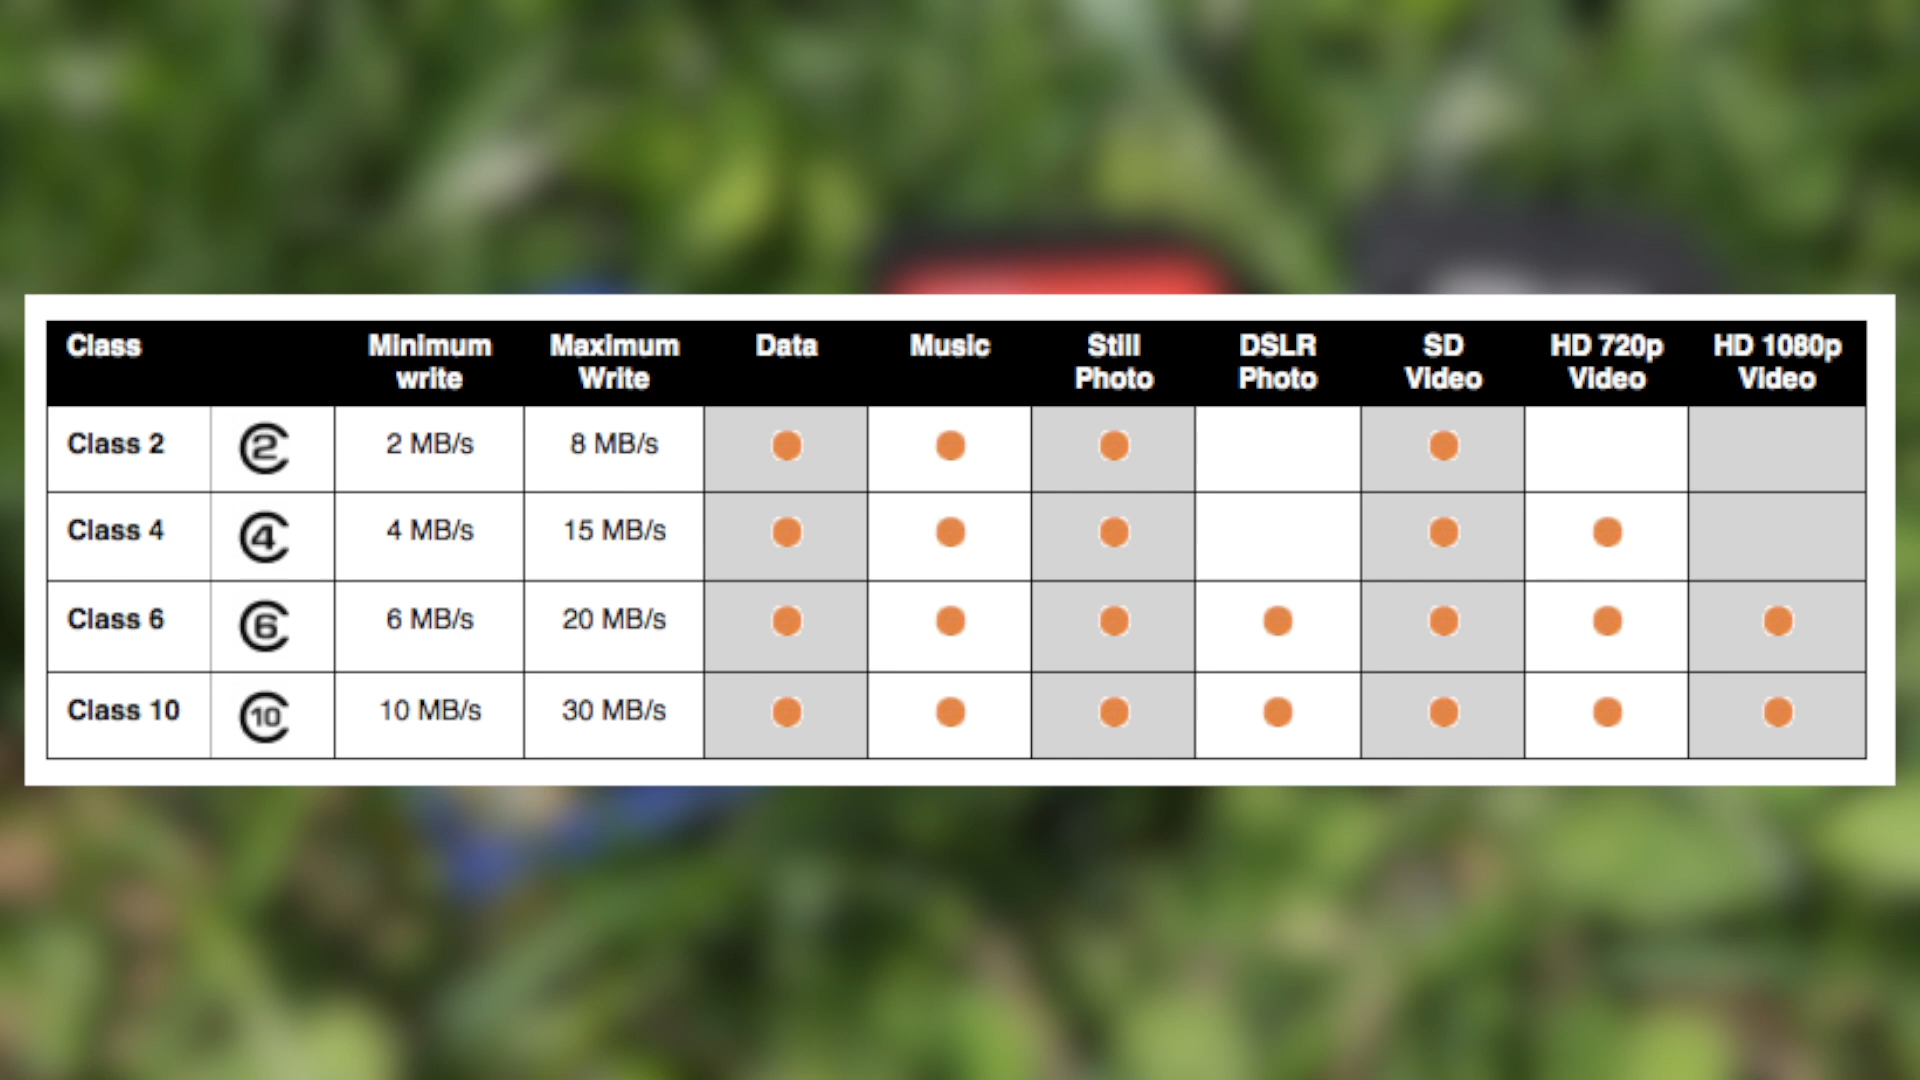 Class Minimum write Maximum Write Data Music Still Photo DSLR Photo SD Video HD 720p Video HD 1080p Video
Class 2 2 2 MB/s 8 MB/s
Class 4 4 4 MB/s 15 MB/s
Class 6 6 6 MB/s 20 MB/s
Class 10 10 10 MB/s 30 MB/s